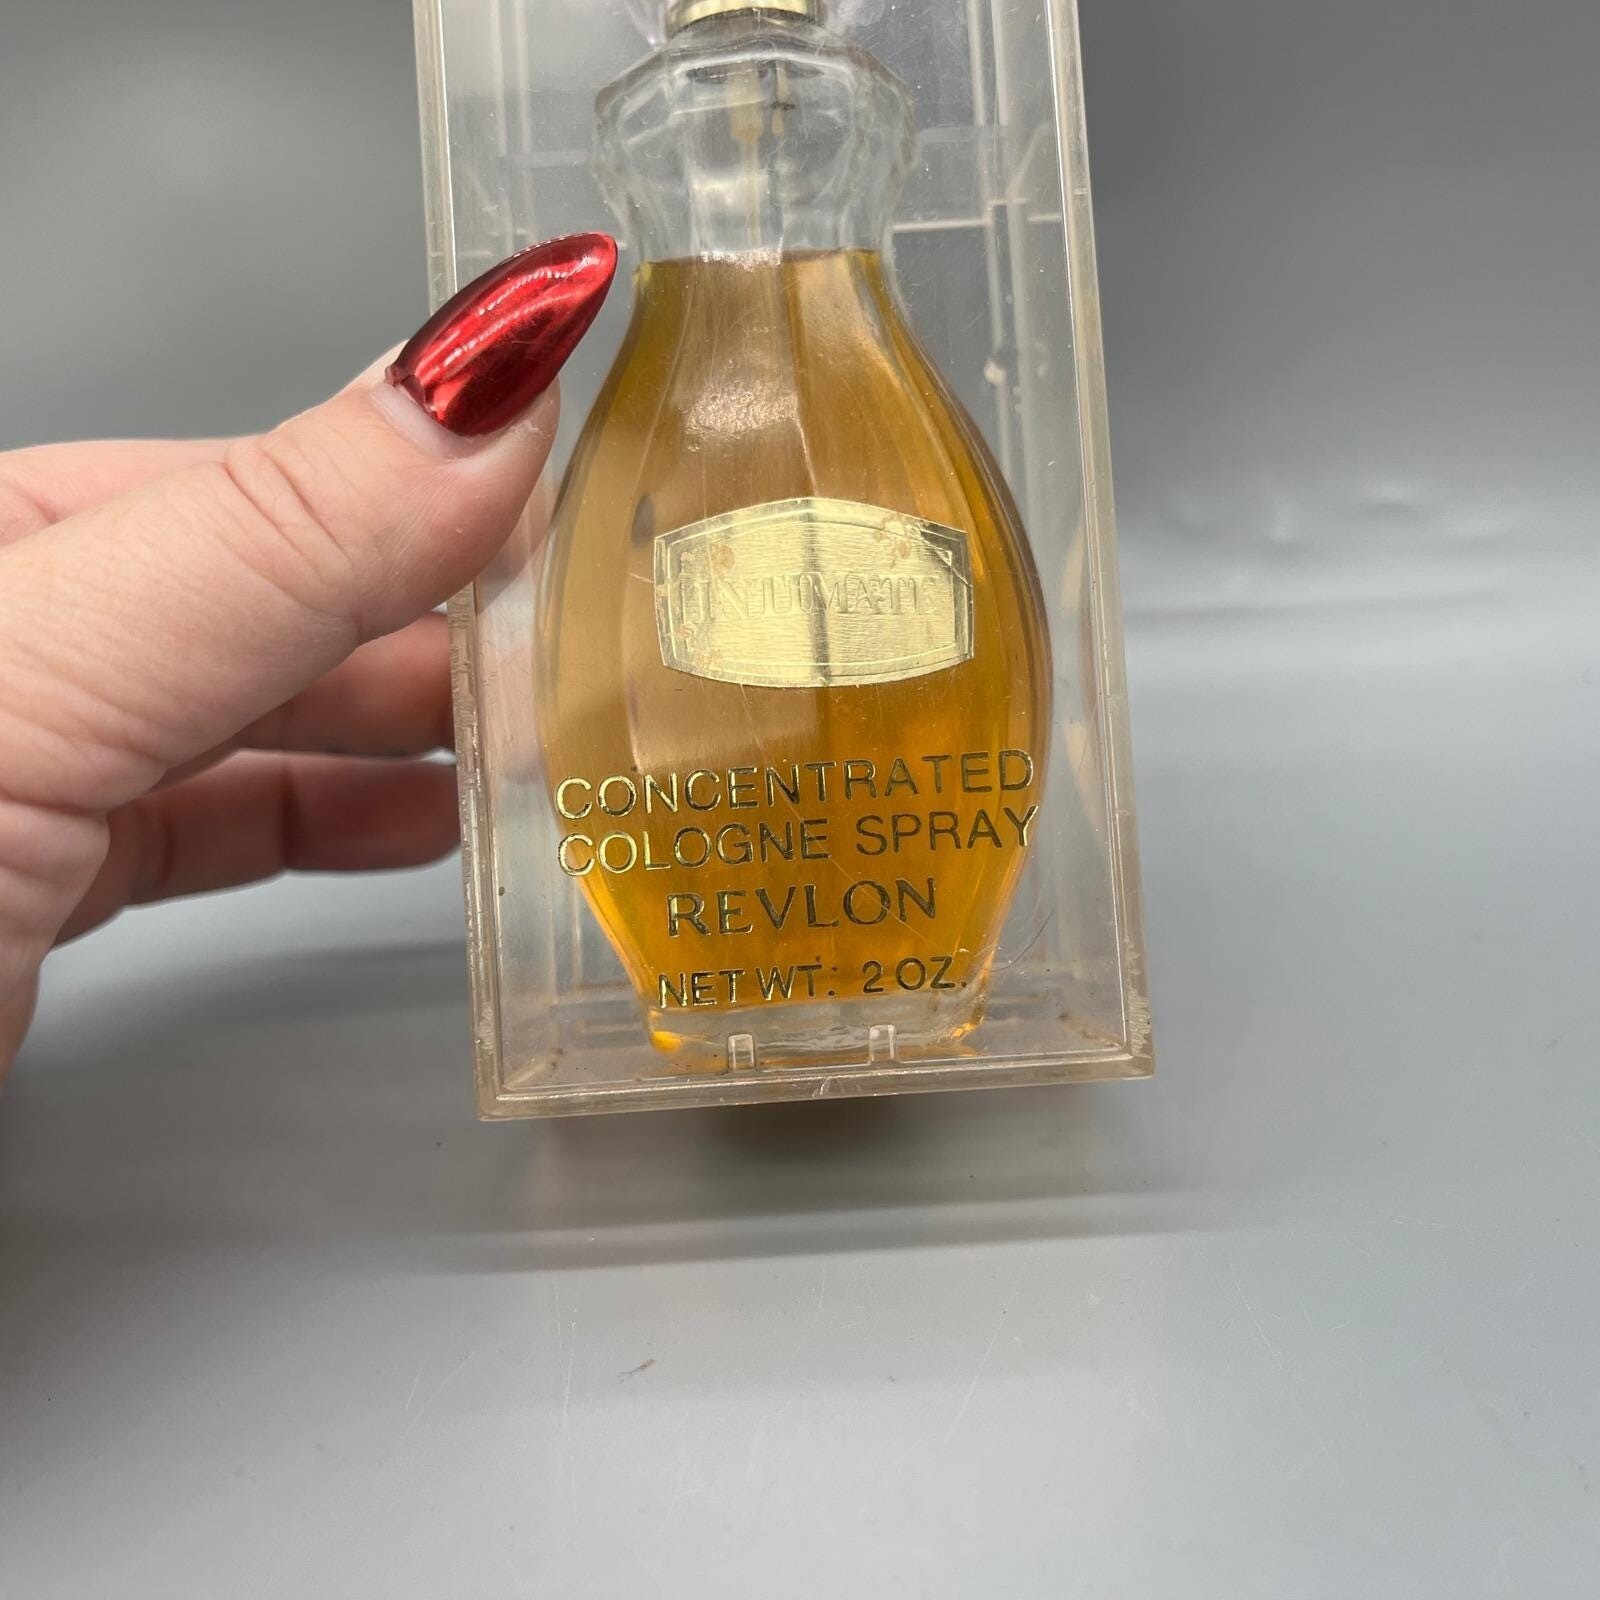 INTIMATE
CONCENTRATED
COLOGNE SPRAY
REVLON
NET WT. 2 OZ.